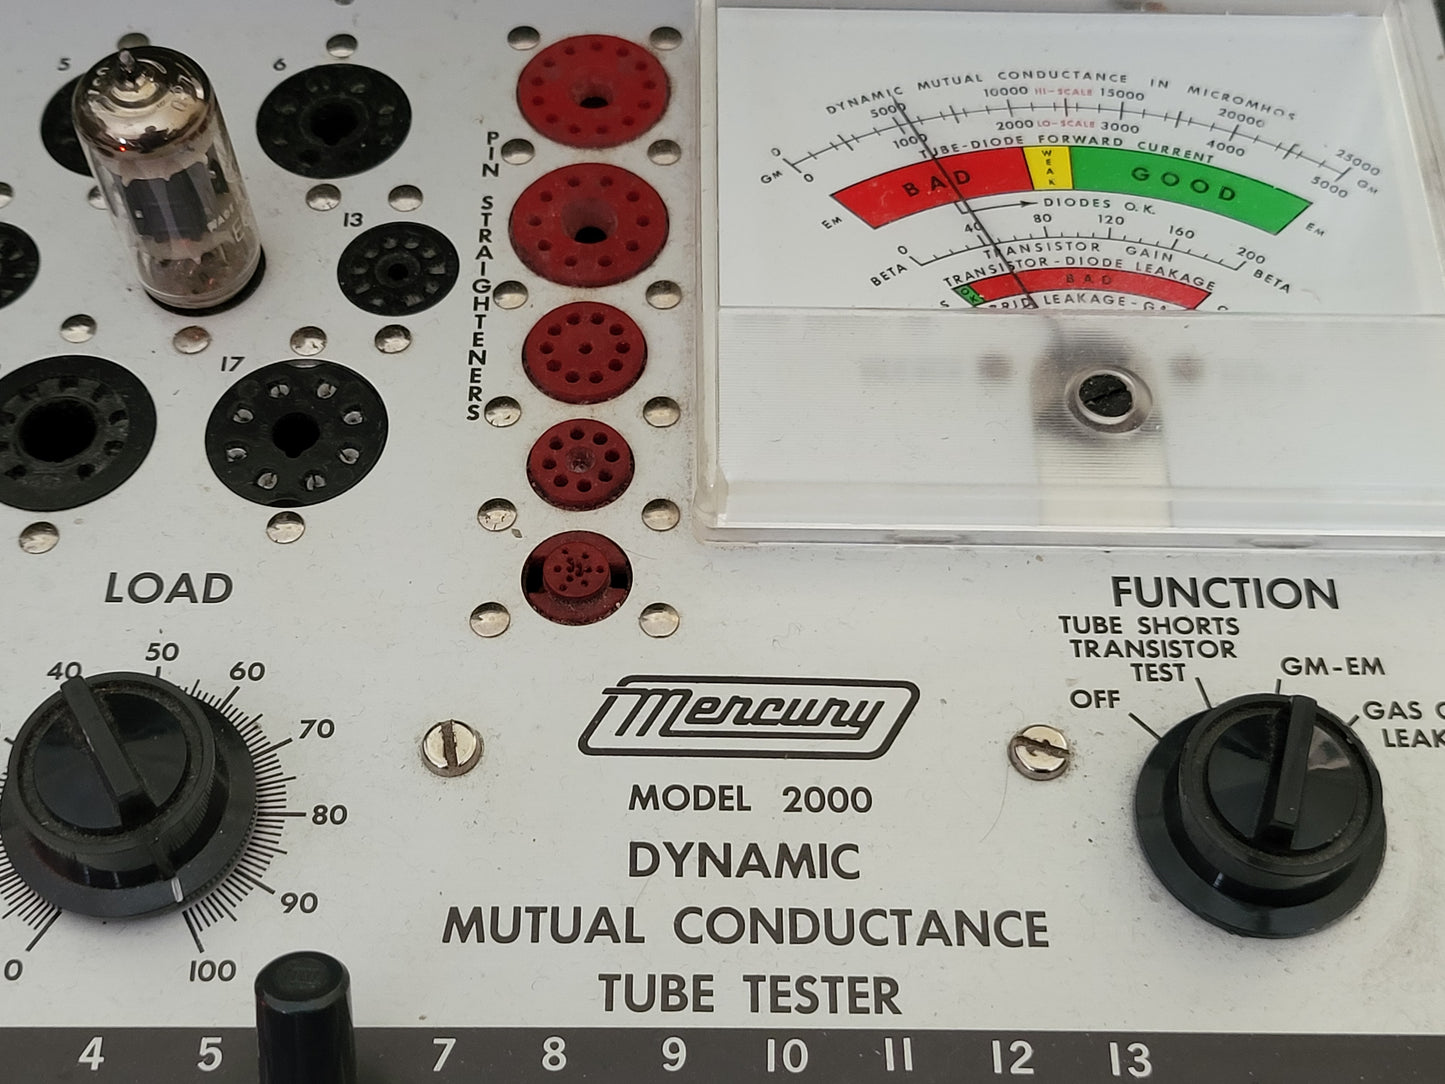 5
6
13
17
PIN STRAIGHTENERS
DYNAMIC MUTUAL CONDUCTANCE IN MICROMHOS
0 5000 10000 HI-SCALE 15000 20000 25000
GM 0 1000 2000 LO-SCALE 3000 4000 5000 GM
TUBE-DIODE FORWARD CURRENT
EM BAD WEAK GOOD EM
DIODES O.K.
BETA 0 40 80 120 160 200 BETA
TRANSISTOR GAIN
TRANSISTOR-DIODE LEAKAGE
BAD
LEAKAGE-
LOAD
40 50 60 70 80 90 100
0
FUNCTION
OFF
TUBE SHORTS
TRANSISTOR
TEST
GM-EM
GAS
LEAK
Mercury
MODEL 2000
DYNAMIC
MUTUAL CONDUCTANCE
TUBE TESTER
4 5 7 8 9 10 11 12 13